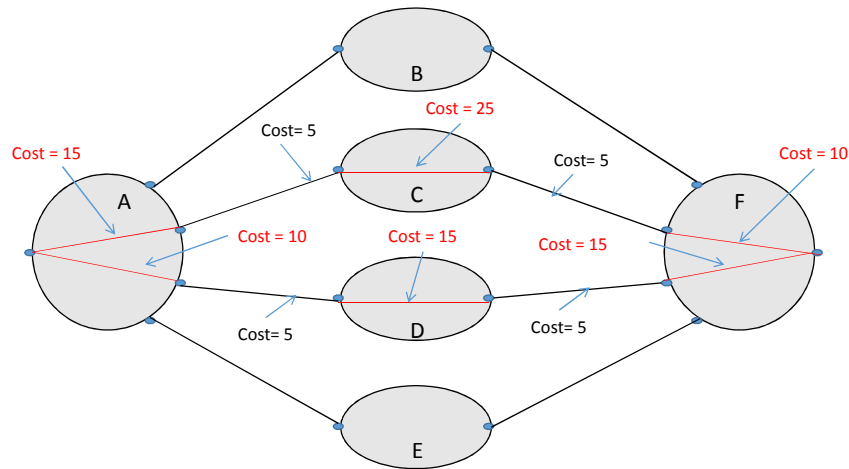 B
Cost = 25
Cost= 5
Cost = 15
Cost= 5
Cost = 10
A
C
F
Cost = 10
Cost = 15
Cost = 15
D
Cost= 5
Cost= 5
E